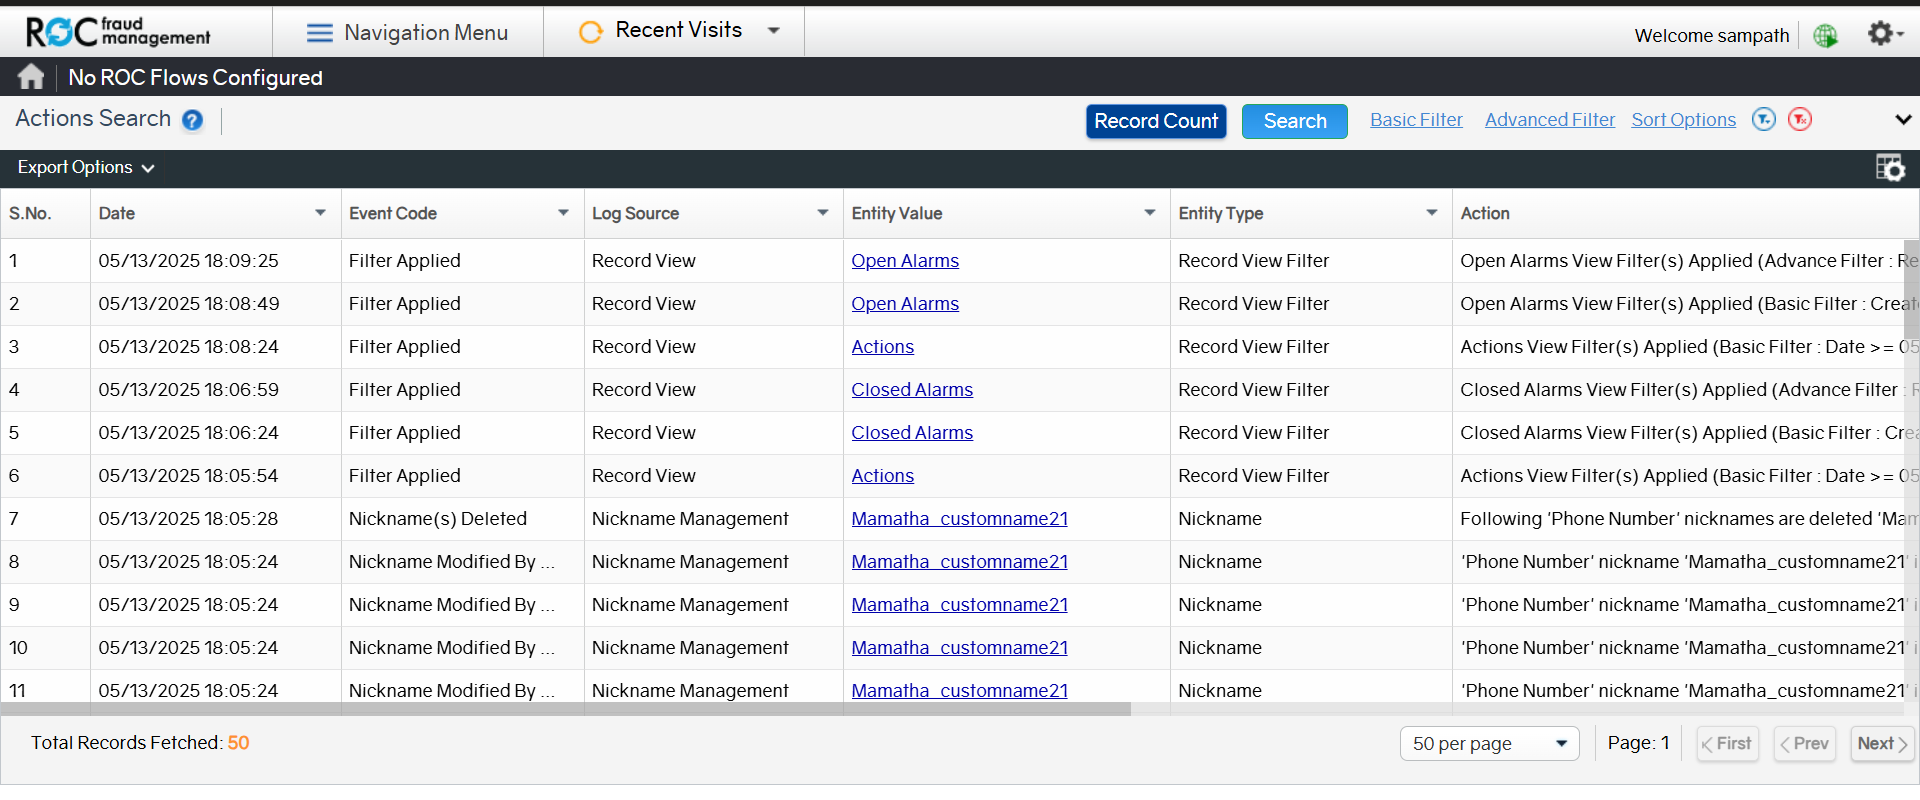 ROC fraud management
Navigation Menu
Recent Visits
Welcome sampath
No ROC Flows Configured
Actions Search ?
Record Count
Search
Basic Filter
Advanced Filter
Sort Options
Export Options
S.No. Date Event Code Log Source Entity Value Entity Type Action
1 05/13/2025 18:09:25 Filter Applied Record View Open Alarms Record View Filter Open Alarms View Filter(s) Applied (Advance Filter : Re
2 05/13/2025 18:08:49 Filter Applied Record View Open Alarms Record View Filter Open Alarms View Filter(s) Applied (Basic Filter : Creat
3 05/13/2025 18:08:24 Filter Applied Record View Actions Record View Filter Actions View Filter(s) Applied (Basic Filter : Date >= 05
4 05/13/2025 18:06:59 Filter Applied Record View Closed Alarms Record View Filter Closed Alarms View Filter(s) Applied (Advance Filter : R
5 05/13/2025 18:06:24 Filter Applied Record View Closed Alarms Record View Filter Closed Alarms View Filter(s) Applied (Basic Filter : Cre
6 05/13/2025 18:05:54 Filter Applied Record View Actions Record View Filter Actions View Filter(s) Applied (Basic Filter : Date >= 05
7 05/13/2025 18:05:28 Nickname(s) Deleted Nickname Management Mamatha_customname21 Nickname Following 'Phone Number' nicknames are deleted 'Mam
8 05/13/2025 18:05:24 Nickname Modified By ... Nickname Management Mamatha_customname21 Nickname 'Phone Number' nickname 'Mamatha_customname21' i
9 05/13/2025 18:05:24 Nickname Modified By ... Nickname Management Mamatha_customname21 Nickname 'Phone Number' nickname 'Mamatha_customname21' i
10 05/13/2025 18:05:24 Nickname Modified By ... Nickname Management Mamatha_customname21 Nickname 'Phone Number' nickname 'Mamatha_customname21' i
11 05/13/2025 18:05:24 Nickname Modified By ... Nickname Management Mamatha_customname21 Nickname 'Phone Number' nickname 'Mamatha_customname21' i
Total Records Fetched: 50
50 per page
Page: 1
First
Prev
Next